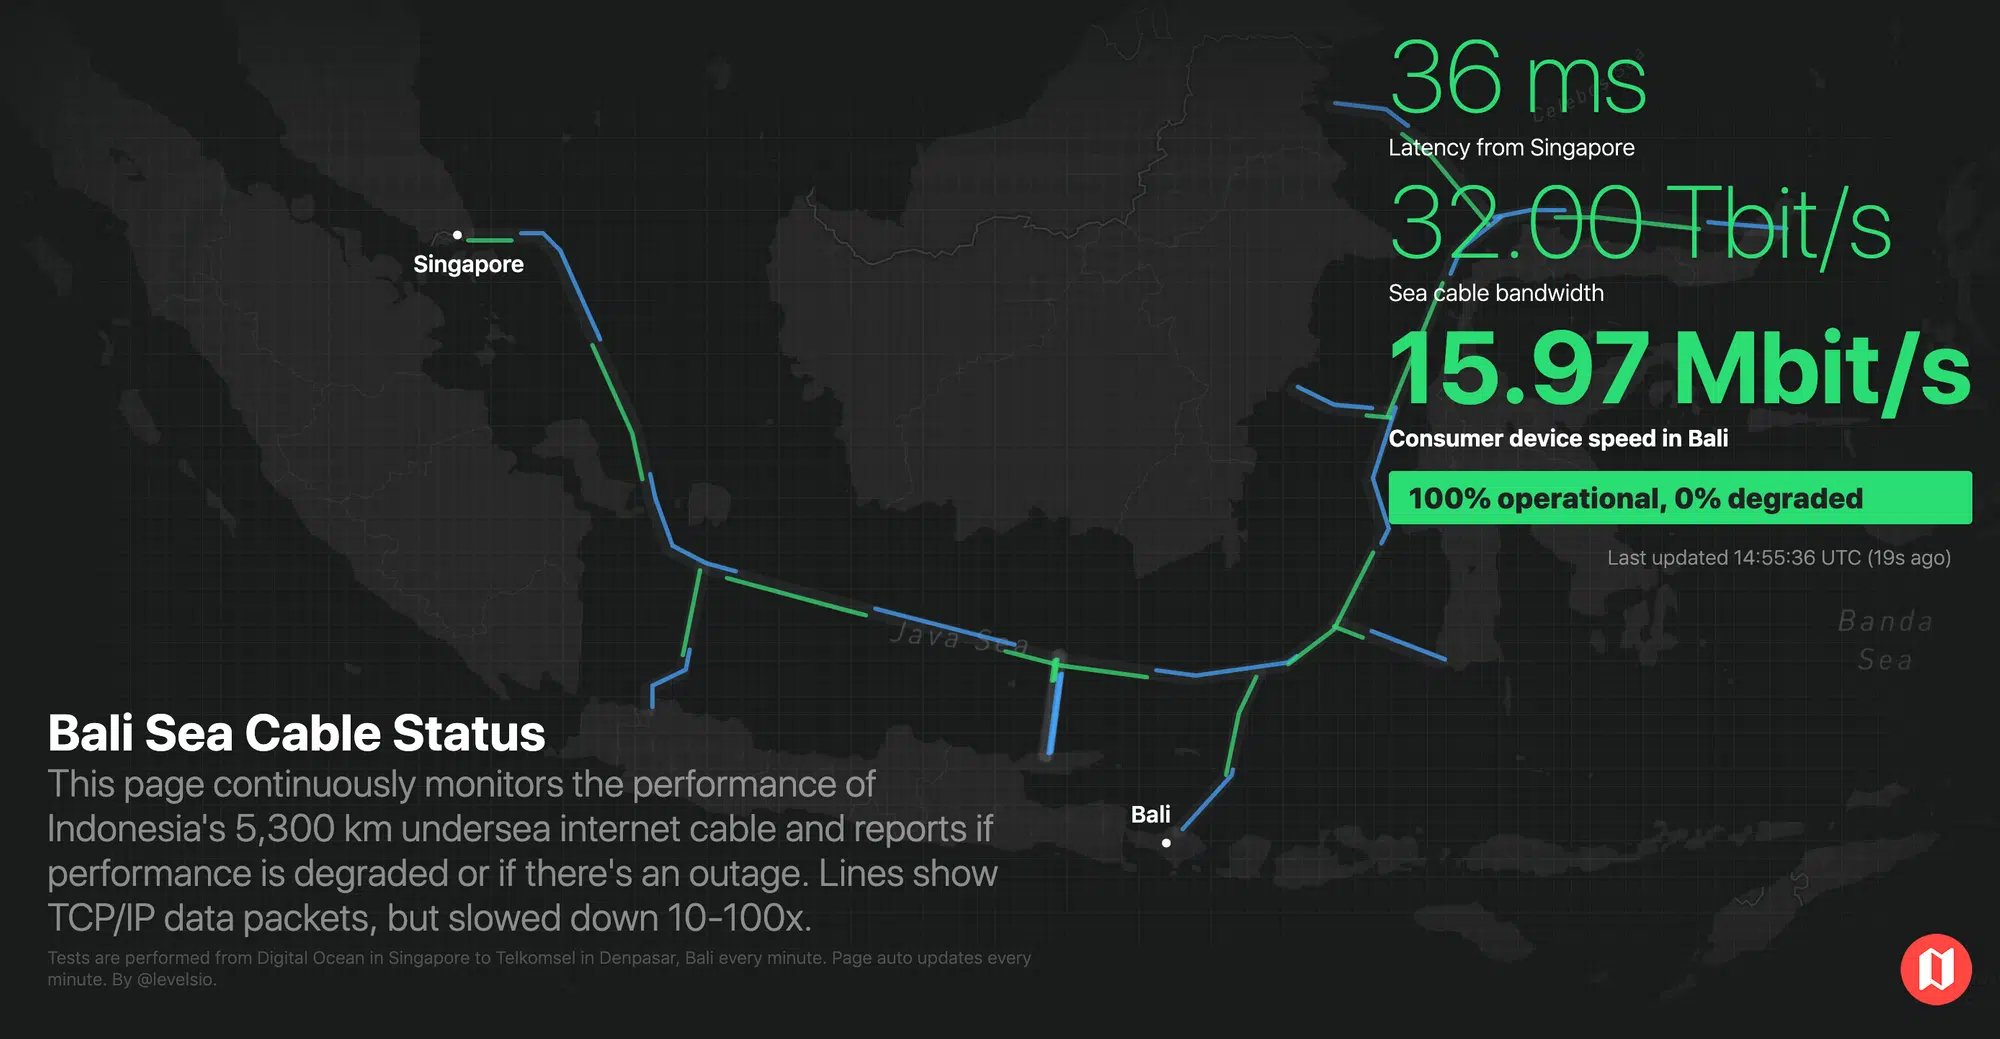 36 ms
Celebes Sea
Latency from Singapore
32.00 Tbit/s
Singapore
Sea cable bandwidth
15.97 Mbit/s
Consumer device speed in Bali
100% operational, 0% degraded
Last updated 14:55:36 UTC (19s ago)
Java Sea
Banda
Sea
Bali Sea Cable Status
This page continuously monitors the performance of
Indonesia's 5,300 km undersea internet cable and reports if
performance is degraded or if there's an outage. Lines show
TCP/IP data packets, but slowed down 10-100x.
Tests are performed from Digital Ocean in Singapore to Telkomsel in Denpasar, Bali every minute. Page auto updates every
minute. By @levelsio.
Bali